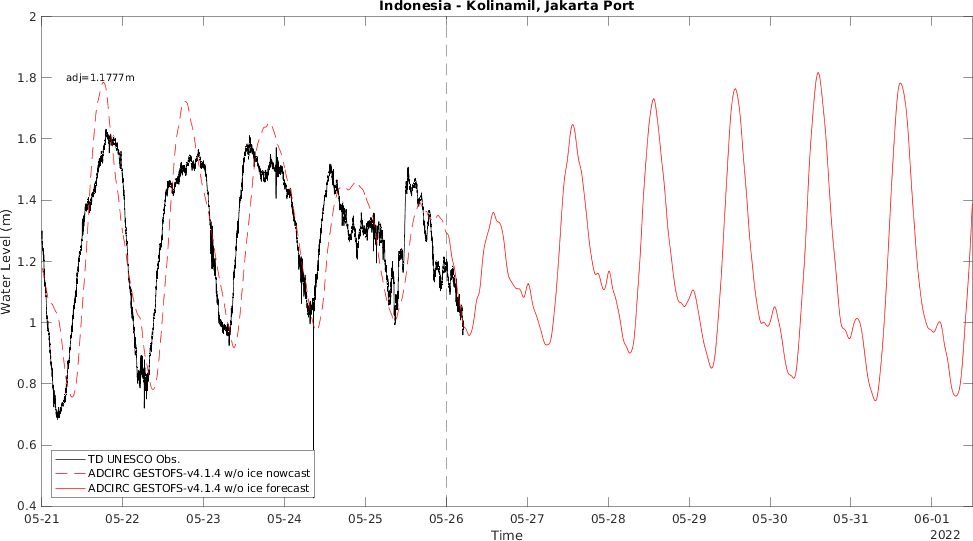 Indonesia - Kolinamil, Jakarta Port
2
1.8
1.6
1.4
1.2
1
0.8
0.6
0.4
Water Level (m)
adj=1.1777m
TD UNESCO Obs.
ADCIRC GESTOFS-v4.1.4 w/o ice nowcast
ADCIRC GESTOFS-v4.1.4 w/o ice forecast
05-21 05-22 05-23 05-24 05-25 05-26 05-27 05-28 05-29 05-30 05-31 06-01
Time
2022